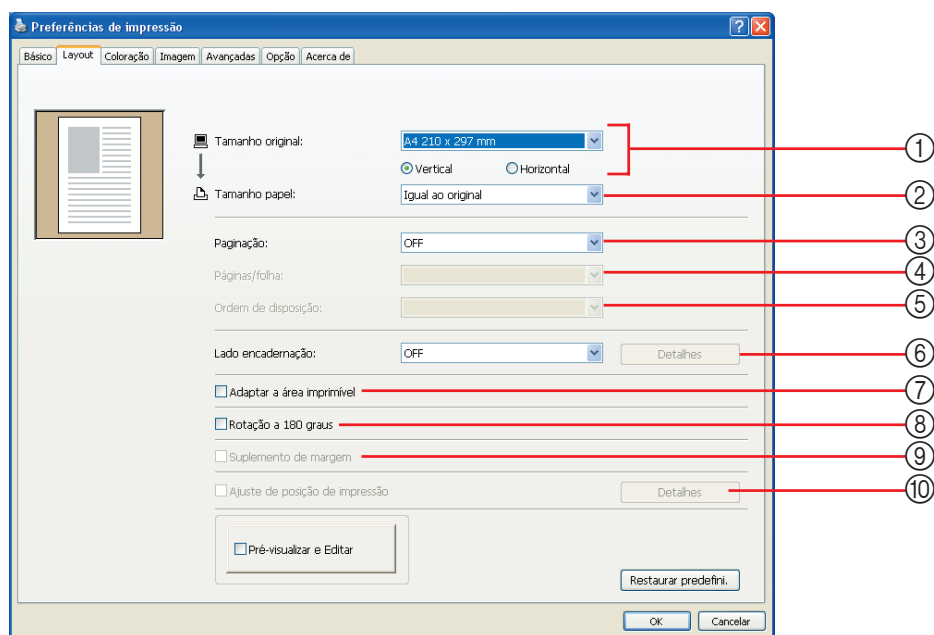 Preferências de impressão
Básico Layout Coloração Imagem Avançadas Opção Acerca de
Tamanho original: A4 210 x 297 mm ①
Vertical Horizontal
Tamanho papel: Igual ao original ②
Paginação: OFF ③
Páginas/folha: ④
Ordem de disposição: ⑤
Lado encadernação: OFF Detalhes ⑥
Adaptar a área imprimível ⑦
Rotação a 180 graus ⑧
Suplemento de margem ⑨
Ajuste de posição de impressão Detalhes ⑩
Pré-visualizar e Editar
Restaurar predefini.
OK Cancelar